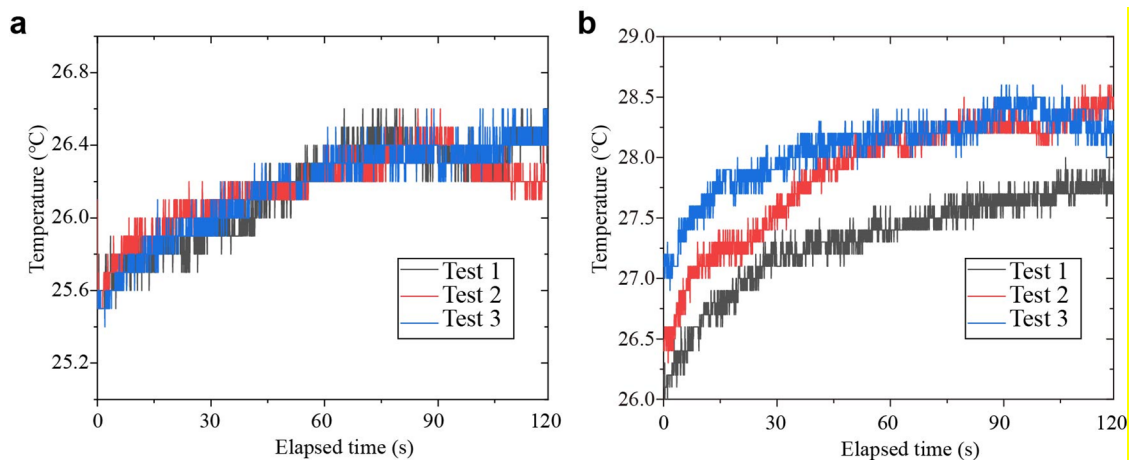 a
26.8
26.4
26.0
25.6
25.2
Temperature (℃)
0
30
60
90
120
Elapsed time (s)
Test 1
Test 2
Test 3
b
29.0
28.5
28.0
27.5
27.0
26.5
26.0
Temperature (℃)
0
30
60
90
120
Elapsed time (s)
Test 1
Test 2
Test 3